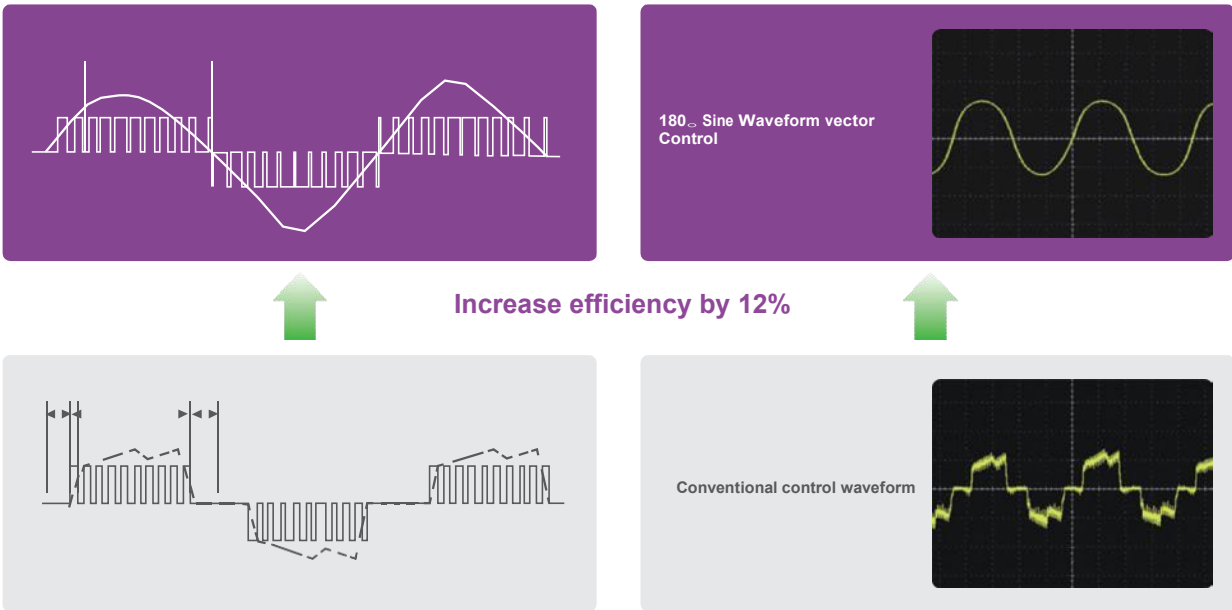 180○ Sine Waveform vector
Control
Increase efficiency by 12%
Conventional control waveform